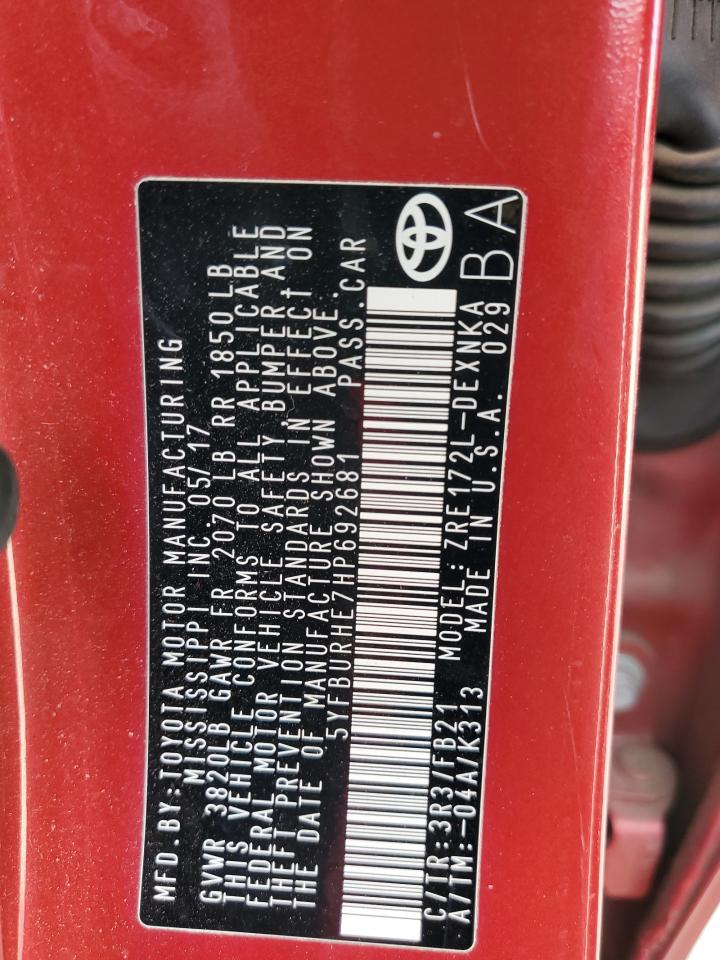 MFD.BY:TOYOTA MOTOR MANUFACTURING
MISSISSIPPI INC. 05/17
GVWR 3820LB GAWR FR 2070 LB RR 1850 LB
THIS VEHICLE CONFORMS TO ALL APPLICABLE
FEDERAL MOTOR VEHICLE SAFETY, BUMPER AND
THEFT PREVENTION STANDARDS IN EFFECT ON
THE DATE OF MANUFACTURE SHOWN ABOVE.
5YFBURHE7HP692681 PASS.CAR
C/TR:3R3/FB21 MODEL:ZRE172L-DEXNKA
A/TM:-04A/K313 MADE IN U.S.A. 029
BA